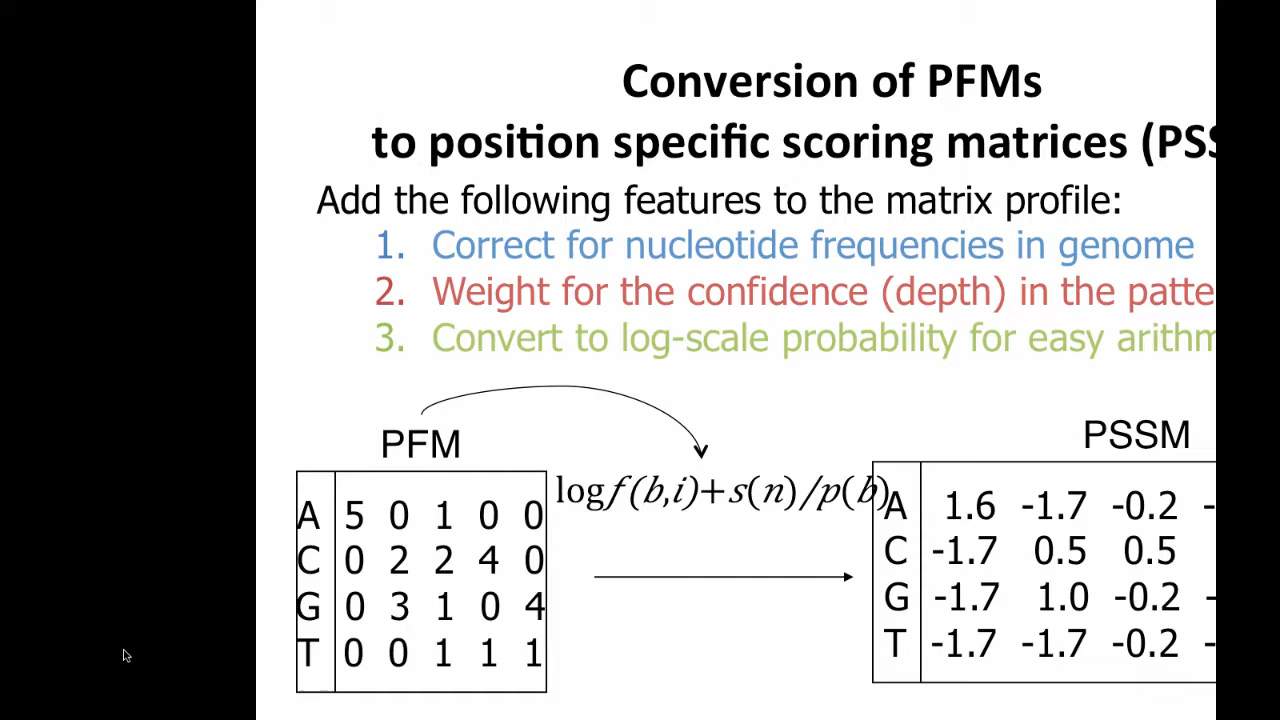 Conversion of PFMs
to position specific scoring matrices (PSS
Add the following features to the matrix profile:
1. Correct for nucleotide frequencies in genome
2. Weight for the confidence (depth) in the patte
3. Convert to log-scale probability for easy arithm
PFM
PSSM
logf(b,i)+s(n)/p(b)
A 5 0 1 0 0
C 0 2 2 4 0
G 0 3 1 0 4
T 0 0 1 1 1
A 1.6 -1.7 -0.2 -
C -1.7 0.5 0.5
G -1.7 1.0 -0.2 -
T -1.7 -1.7 -0.2 -